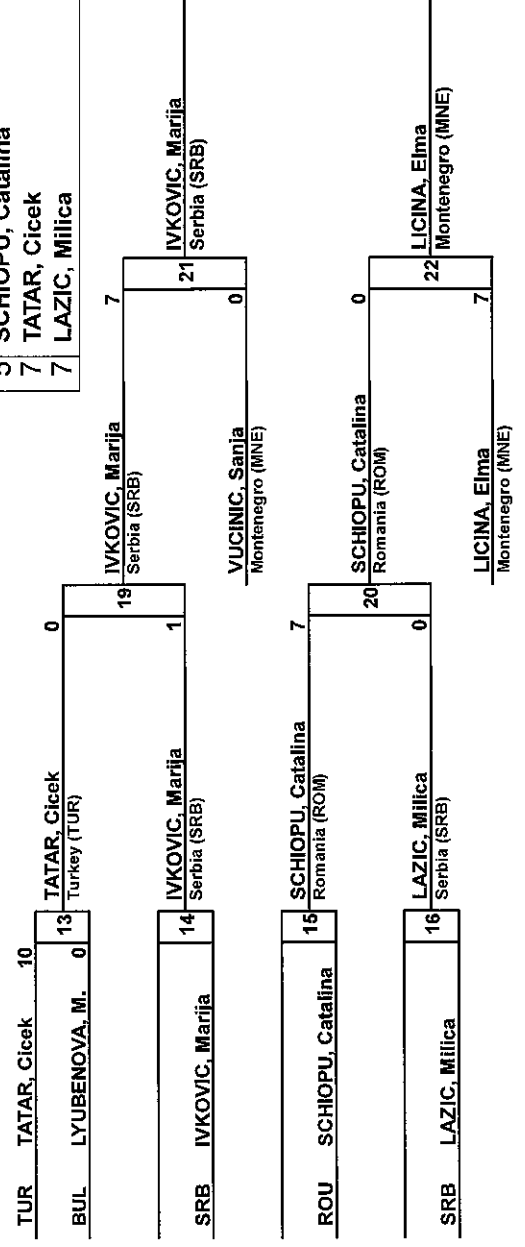 5 SCHIOPU, Catalina
7 TATAR, Cicek
7 LAZIC, Milica
TUR TATAR, Cicek 10
BUL LYUBENOVA, M. 0
13
TATAR, Cicek
Turkey (TUR)
0
SRB IVKOVIC, Marija
14
IVKOVIC, Marija
Serbia (SRB)
1
19
IVKOVIC, Marija
Serbia (SRB)
7
VUCINIC, Sanja
Montenegro (MNE)
0
21
IVKOVIC, Marija
Serbia (SRB)
ROU SCHIOPU, Catalina
15
SCHIOPU, Catalina
Romania (ROM)
7
SRB LAZIC, Milica
16
LAZIC, Milica
Serbia (SRB)
0
20
SCHIOPU, Catalina
Romania (ROM)
0
LICINA, Elma
Montenegro (MNE)
7
22
LICINA, Elma
Montenegro (MNE)